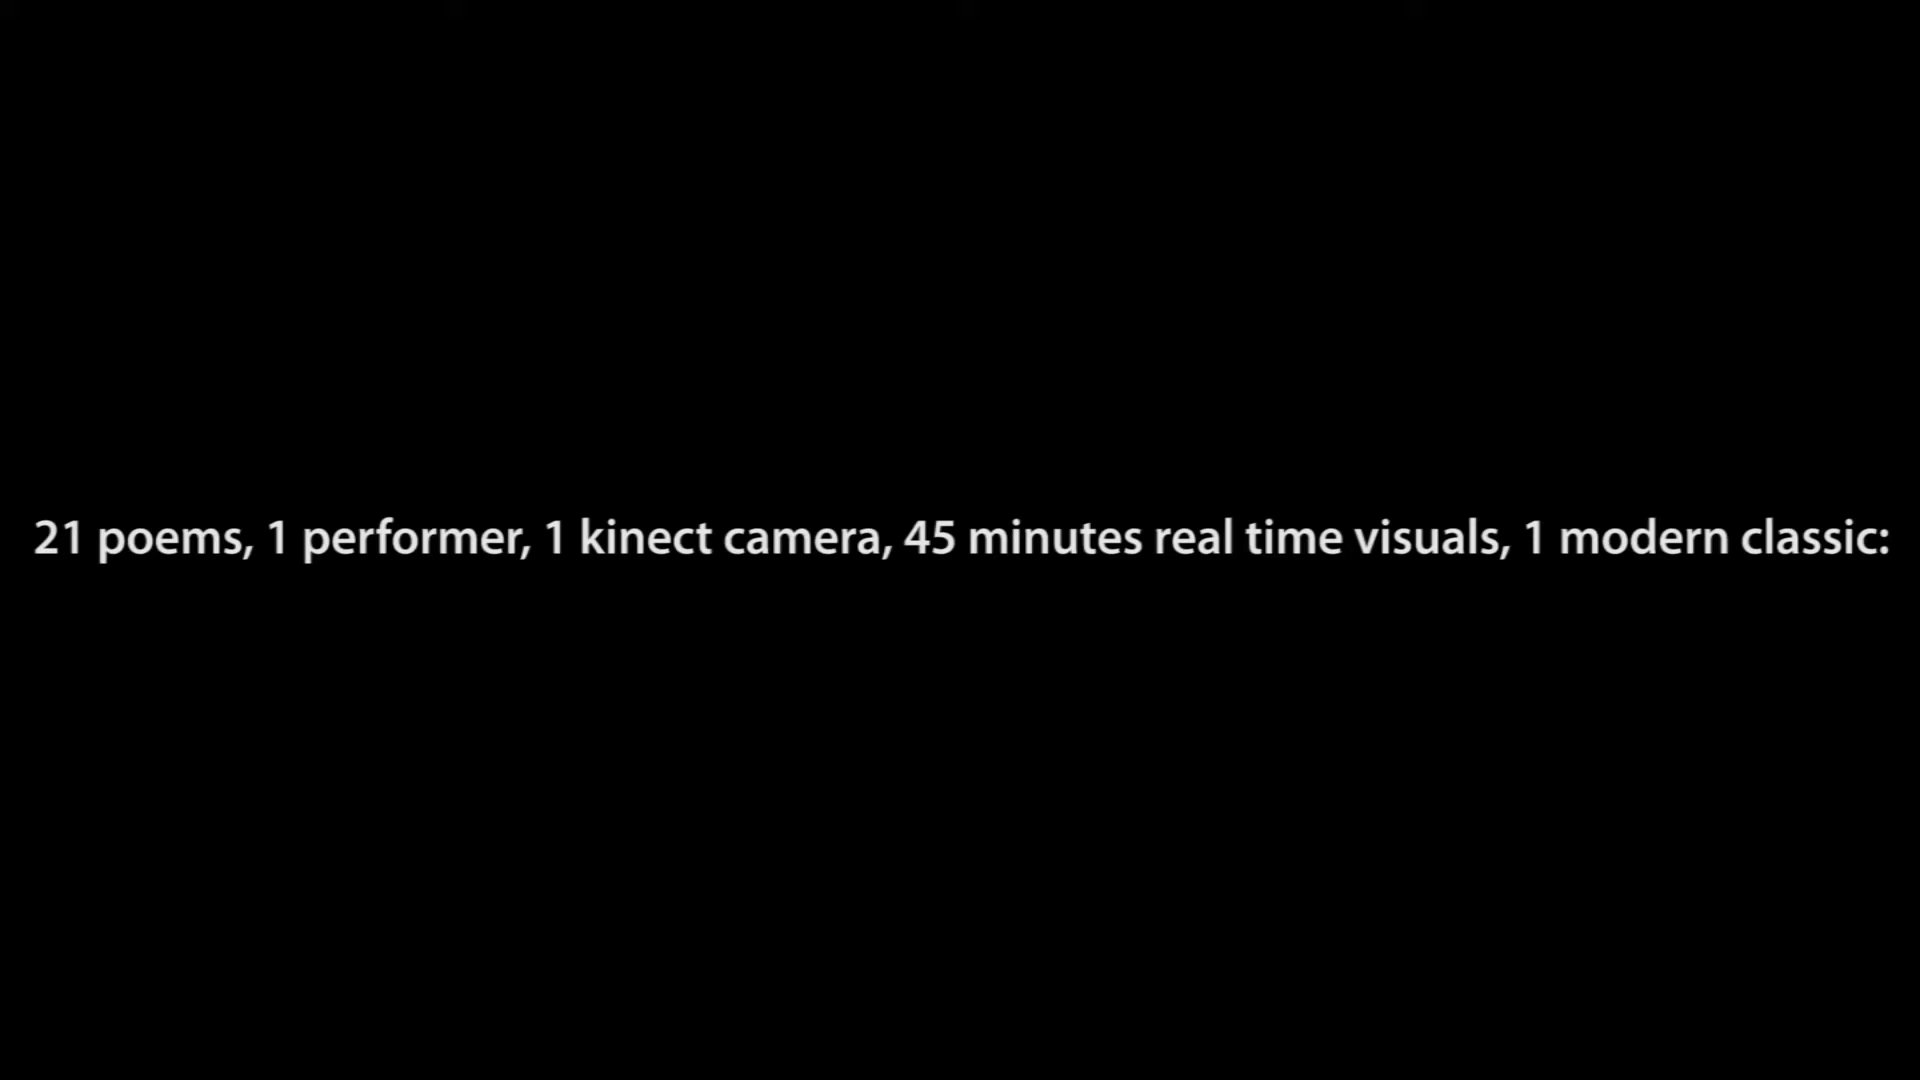 21 poems, 1 performer, 1 kinect camera, 45 minutes real time visuals, 1 modern classic: